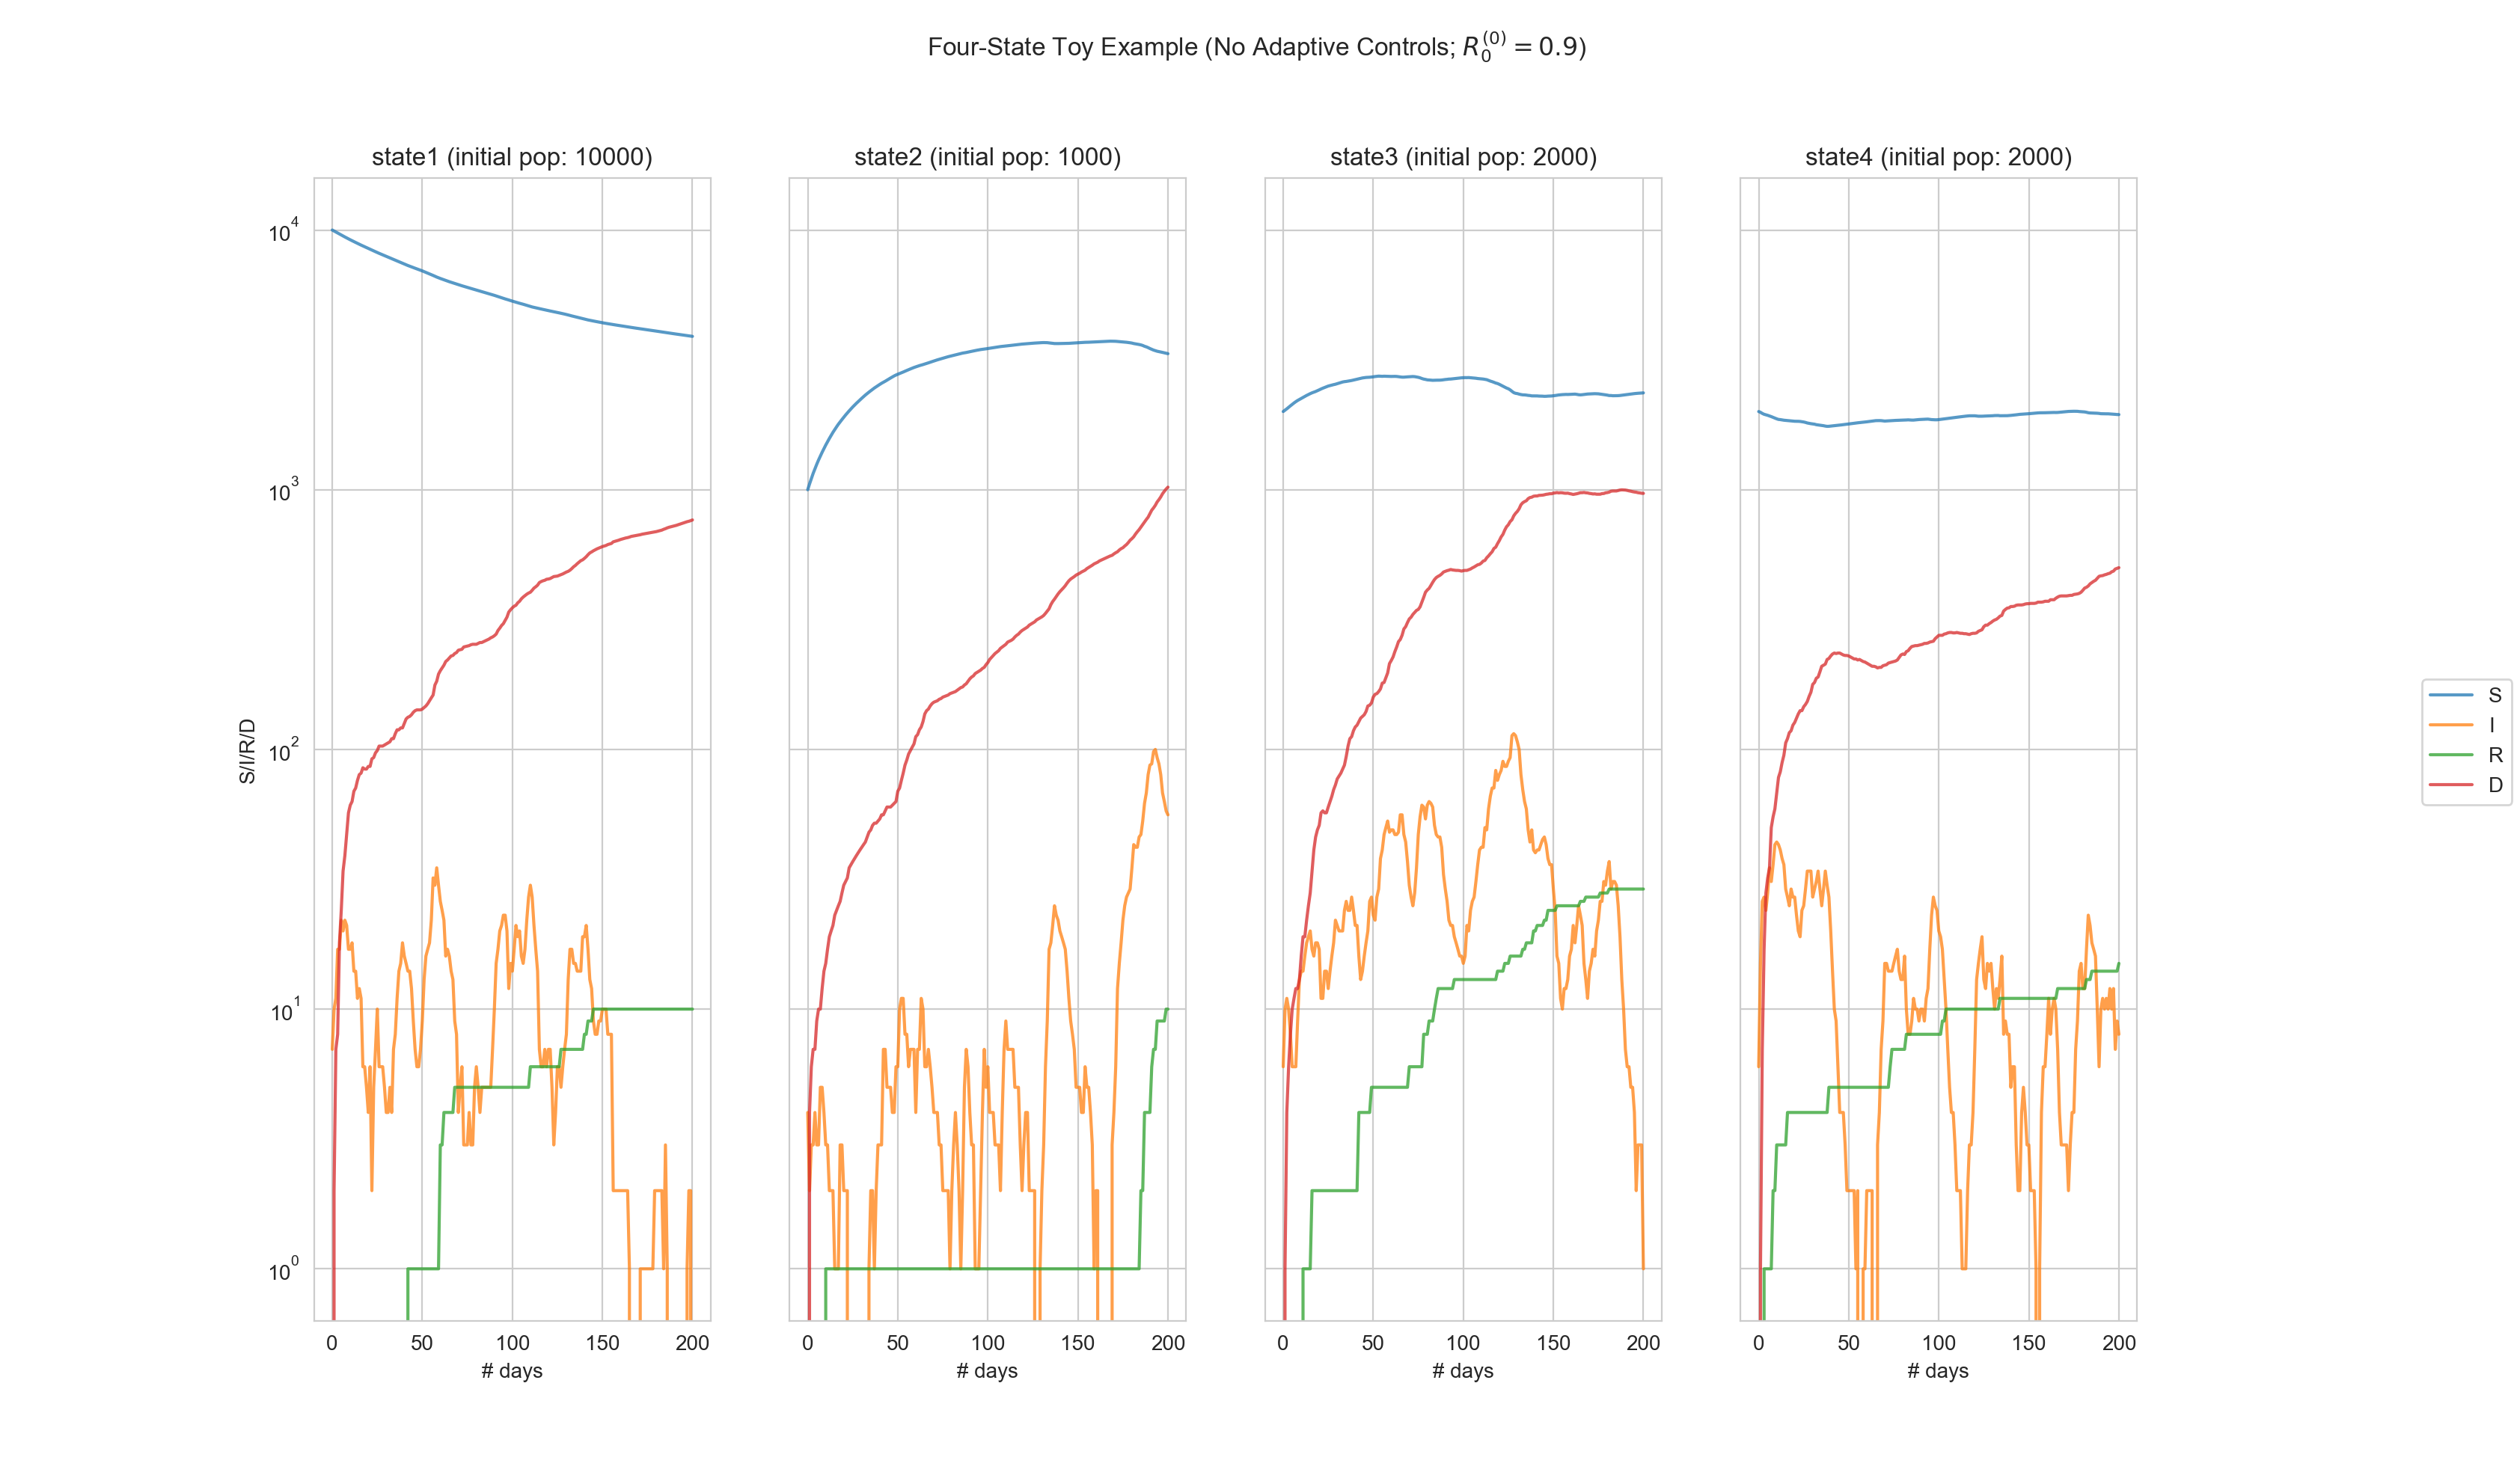 Four-State Toy Example (No Adaptive Controls; $R_0^{(0)} = 0.9$)
state1 (initial pop: 10000)
state2 (initial pop: 1000)
state3 (initial pop: 2000)
state4 (initial pop: 2000)
S/I/R/D
10^4
10^3
10^2
10^1
10^0
0 50 100 150 200
0 50 100 150 200
0 50 100 150 200
0 50 100 150 200
# days
# days
# days
# days
S
I
R
D